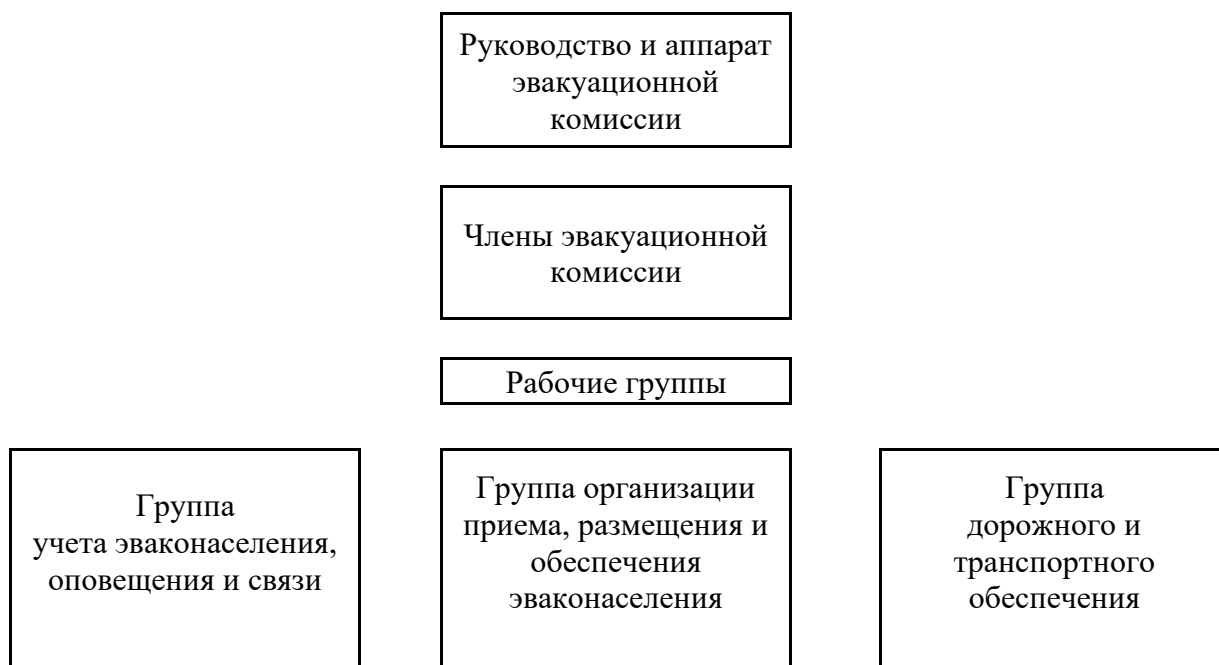 Руководство и аппарат
эвакуационной
комиссии
Члены эвакуационной
комиссии
Рабочие группы
Группа
учета эваконаселения,
оповещения и связи
Группа организации
приема, размещения и
обеспечения
эваконаселения
Группа
дорожного и
транспортного
обеспечения